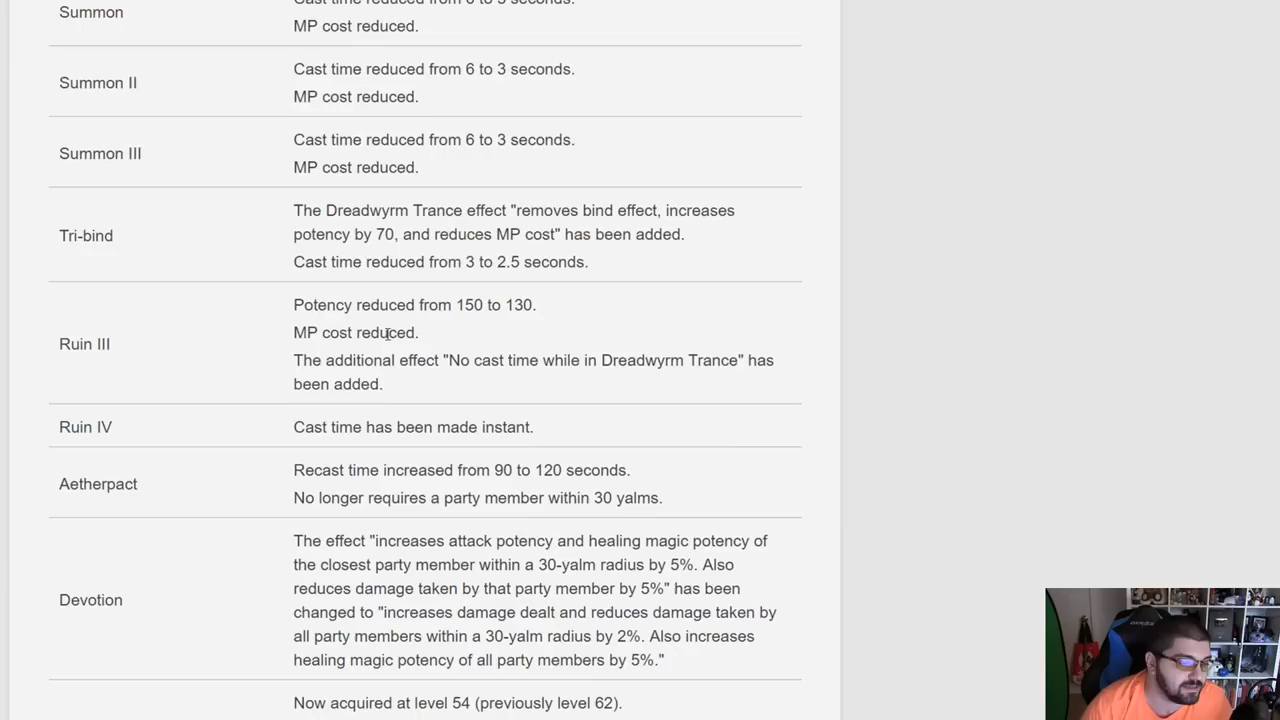 Summon
Cast time reduced from 6 to 3 seconds.
MP cost reduced.
Summon II
Cast time reduced from 6 to 3 seconds.
MP cost reduced.
Summon III
Cast time reduced from 6 to 3 seconds.
MP cost reduced.
Tri-bind
The Dreadwyrm Trance effect "removes bind effect, increases
potency by 70, and reduces MP cost" has been added.
Cast time reduced from 3 to 2.5 seconds.
Ruin III
Potency reduced from 150 to 130.
MP cost reduced.
The additional effect "No cast time while in Dreadwyrm Trance" has
been added.
Ruin IV
Cast time has been made instant.
Aetherpact
Recast time increased from 90 to 120 seconds.
No longer requires a party member within 30 yalms.
Devotion
The effect "increases attack potency and healing magic potency of
the closest party member within a 30-yalm radius by 5%. Also
reduces damage taken by that party member by 5%" has been
changed to "increases damage dealt and reduces damage taken by
all party members within a 30-yalm radius by 2%. Also increases
healing magic potency of all party members by 5%."
Now acquired at level 54 (previously level 62).